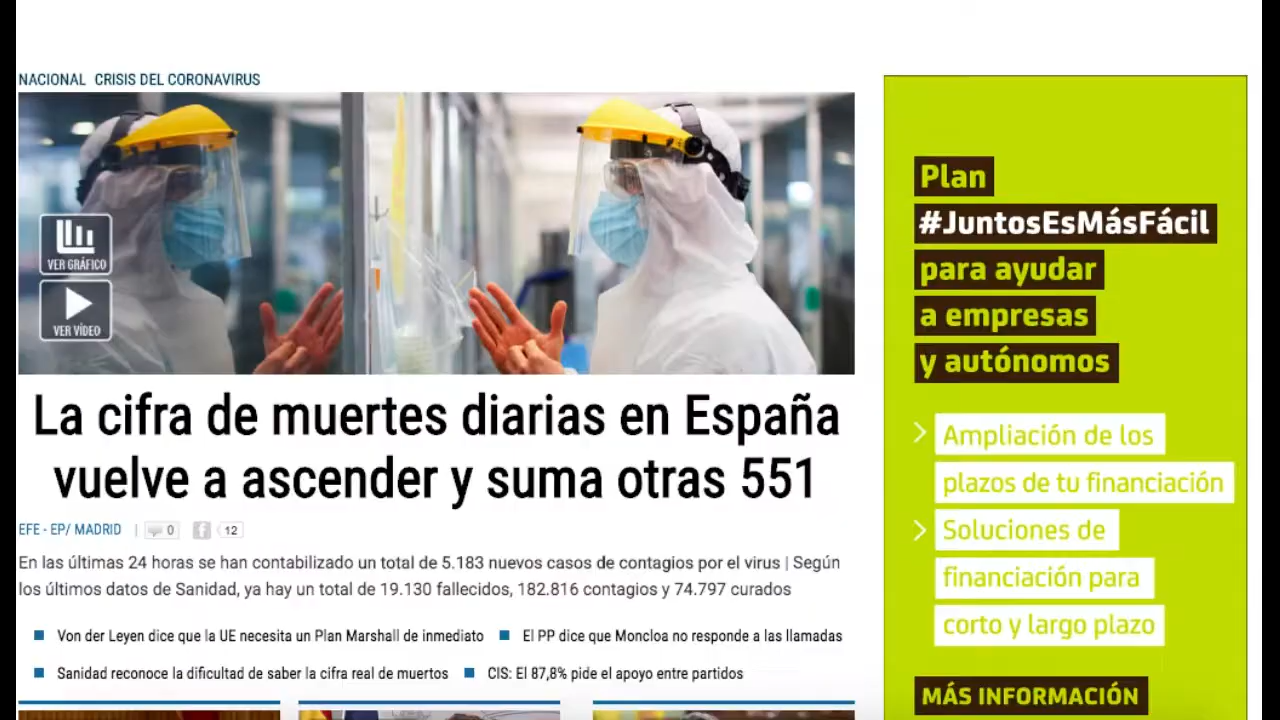 NACIONAL CRISIS DEL CORONAVIRUS
VER GRÁFICO
VER VÍDEO
La cifra de muertes diarias en España
vuelve a ascender y suma otras 551
EFE - EP/ MADRID | 0 12
En las últimas 24 horas se han contabilizado un total de 5.183 nuevos casos de contagios por el virus | Según
los últimos datos de Sanidad, ya hay un total de 19.130 fallecidos, 182.816 contagios y 74.797 curados
Von der Leyen dice que la UE necesita un Plan Marshall de inmediato
El PP dice que Moncloa no responde a las llamadas
Sanidad reconoce la dificultad de saber la cifra real de muertos
CIS: El 87,8% pide el apoyo entre partidos
Plan
#JuntosEsMásFácil
para ayudar
a empresas
y autónomos
Ampliación de los
plazos de tu financiación
Soluciones de
financiación para
corto y largo plazo
MÁS INFORMACIÓN